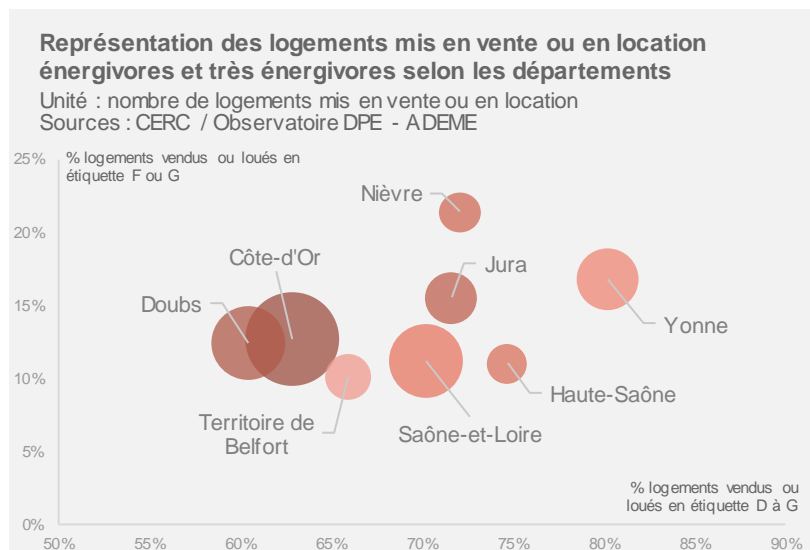 Représentation des logements mis en vente ou en location
énergivores et très énergivores selon les départements
Unité : nombre de logements mis en vente ou en location
Sources : CERC / Observatoire DPE - ADEME
25%
% logements vendus ou loués en
étiquette F ou G
Nièvre
20%
Côte-d'Or
Jura
Doubs
15%
Yonne
10%
Haute-Saône
Territoire de
Belfort
Saône-et-Loire
5%
% logements vendus ou
loués en étiquette D à G
0%
50% 55% 60% 65% 70% 75% 80% 85% 90%